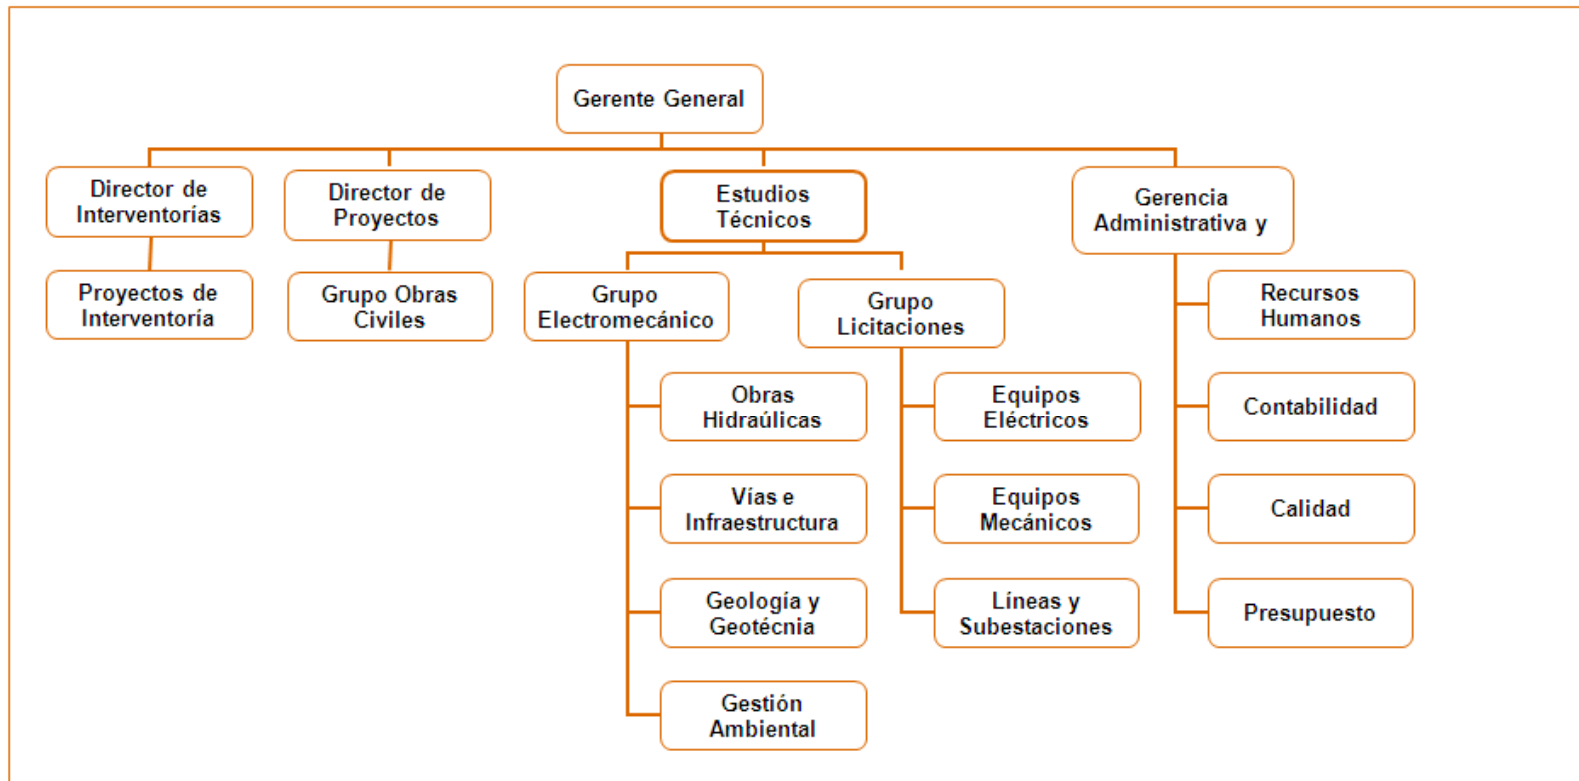 Gerente General
Director de
Interventorías
Director de
Proyectos
Estudios
Técnicos
Gerencia
Administrativa y
Proyectos de
Interventoría
Grupo Obras
Civiles
Grupo
Electromecánico
Grupo
Licitaciones
Recursos
Humanos
Obras
Hidraúlicas
Equipos
Eléctricos
Contabilidad
Vías e
Infraestructura
Equipos
Mecánicos
Calidad
Geología y
Geotécnia
Líneas y
Subestaciones
Presupuesto
Gestión
Ambiental